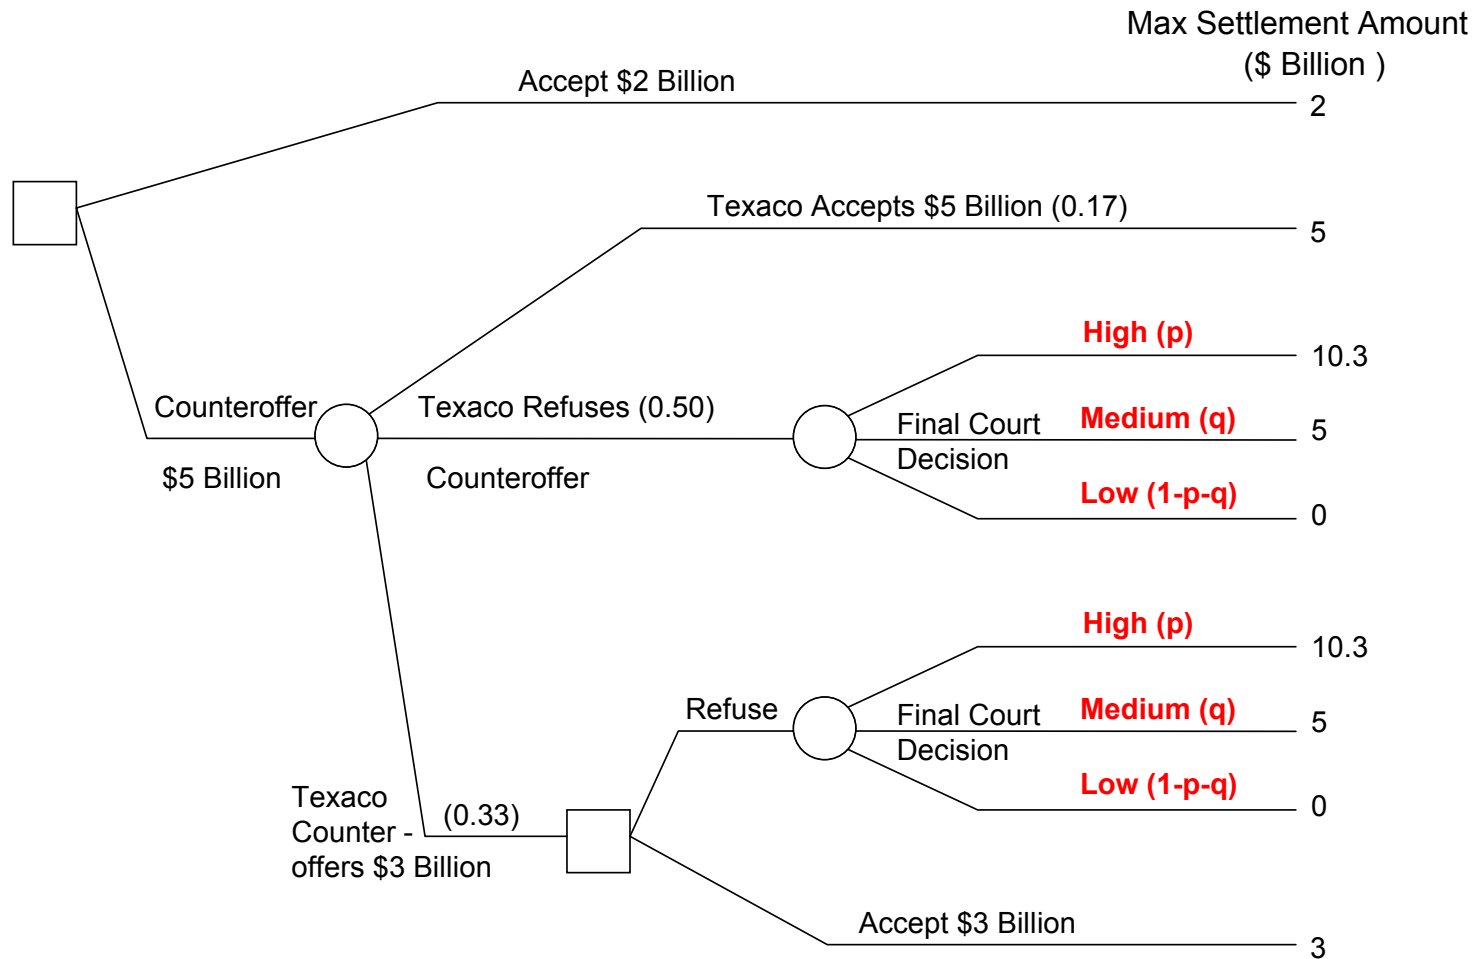 Max Settlement Amount
($ Billion )
Accept $2 Billion
2
Texaco Accepts $5 Billion (0.17)
5
High (p)
10.3
Counteroffer
Texaco Refuses (0.50)
Final Court
Medium (q)
5
Decision
$5 Billion
Counteroffer
Low (1-p-q)
0
High (p)
10.3
Refuse
Final Court
Medium (q)
5
Decision
Low (1-p-q)
0
Texaco
Counter -
offers $3 Billion
(0.33)
Accept $3 Billion
3